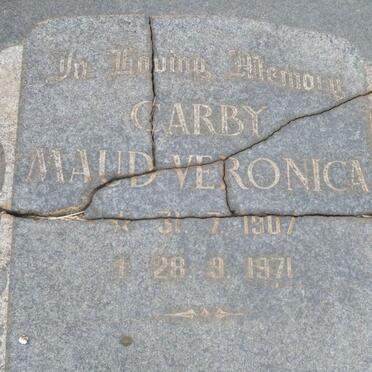 In Loving Memory
CARBY
MAUD VERONICA
* 31. 7. 1907
† 28. 9. 1971